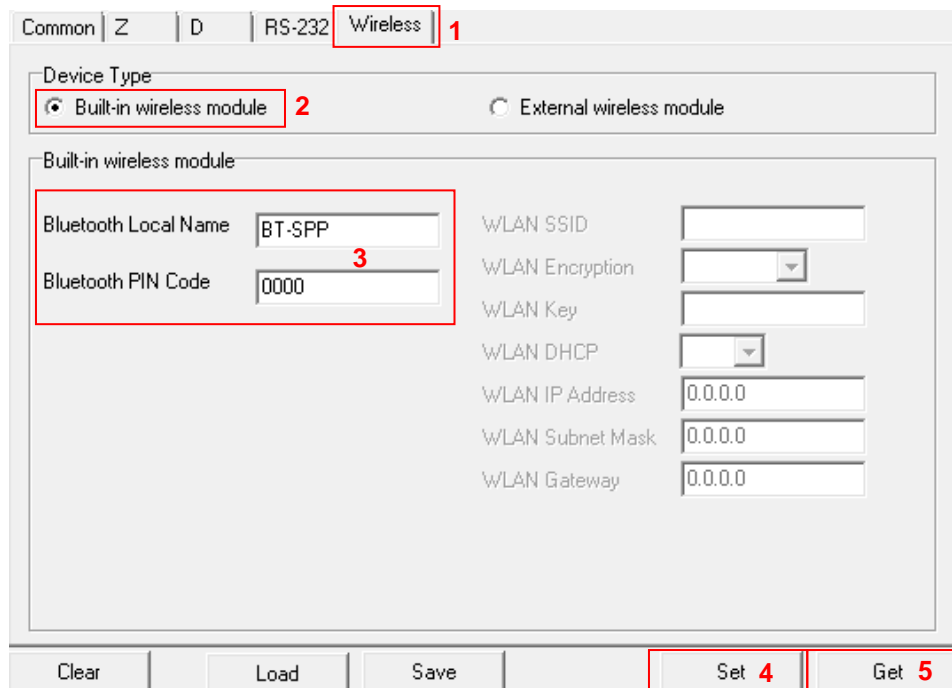 Common Z D RS-232 Wireless 1
Device Type
Built-in wireless module 2 External wireless module
Built-in wireless module
Bluetooth Local Name BT-SPP WLAN SSID
3
WLAN Encryption
Bluetooth PIN Code 0000
WLAN Key
WLAN DHCP
WLAN IP Address 0.0.0.0
WLAN Subnet Mask 0.0.0.0
WLAN Gateway 0.0.0.0
Clear Load Save Set 4 Get 5